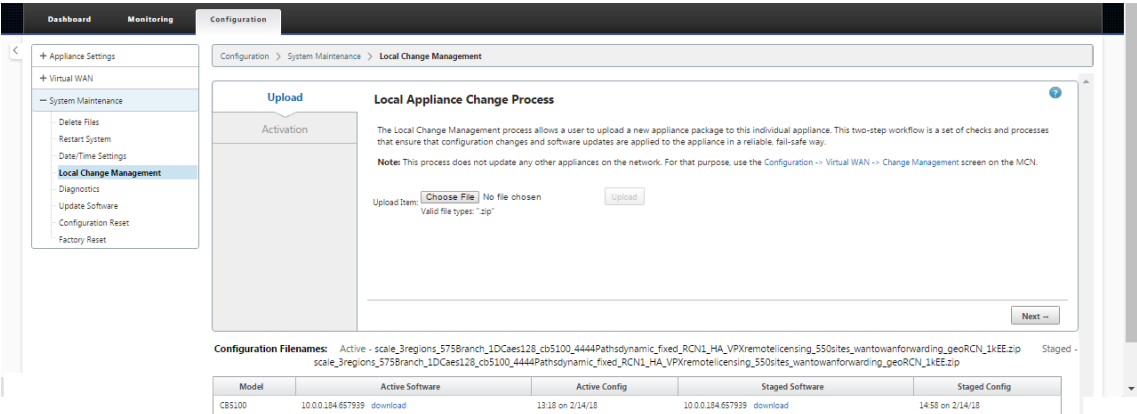 Dashboard Monitoring Configuration
+ Appliance Settings
+ Virtual WAN
− System Maintenance
Delete Files
Restart System
Date/Time Settings
Local Change Management
Diagnostics
Update Software
Configuration Reset
Factory Reset
Configuration > System Maintenance > Local Change Management
Upload
Activation
Local Appliance Change Process
?
The Local Change Management process allows a user to upload a new appliance package to this individual appliance. This two-step workflow is a set of checks and processes
that ensure that configuration changes and software updates are applied to the appliance in a reliable, fail-safe way.
Note: This process does not update any other appliances on the network. For that purpose, use the Configuration -> Virtual WAN -> Change Management screen on the MCN.
Upload Item: Choose File No file chosen Upload
Valid file types: ".zip"
Next --
Configuration Filenames: Active - scale_3regions_575Branch_1DCaes128_cb5100_4444Pathsdynamic_fixed_RCN1_HA_VPXremotelicensing_550sites_wantowanforwarding_geoRCN_1kEE.zip Staged -
scale_3regions_575Branch_1DCaes128_cb5100_4444Pathsdynamic_fixed_RCN1_HA_VPXremotelicensing_550sites_wantowanforwarding_geoRCN_1kEE.zip
Model Active Software Active Config Staged Software Staged Config
CB5100 10.0.0.184.657939 download 13:18 on 2/14/18 10.0.0.184.657939 download 14:58 on 2/14/18